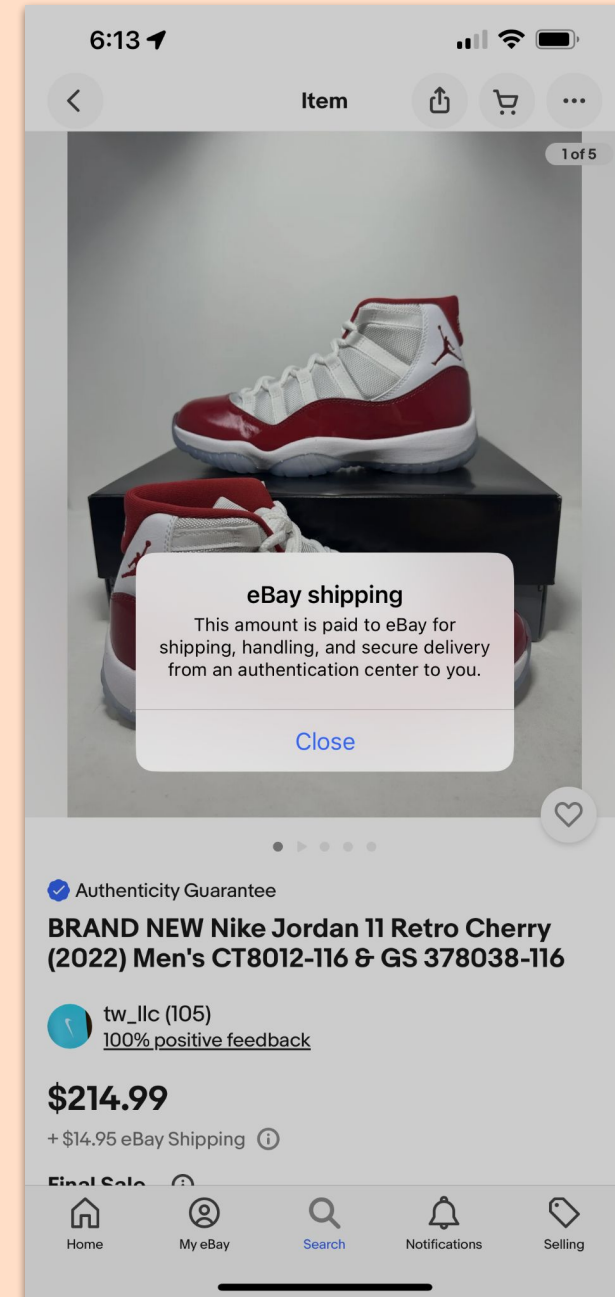 6:13
Item
1 of 5
eBay shipping
This amount is paid to eBay for
shipping, handling, and secure delivery
from an authentication center to you.
Close
Authenticity Guarantee
BRAND NEW Nike Jordan 11 Retro Cherry
(2022) Men's CT8012-116 & GS 378038-116
tw_llc (105)
100% positive feedback
$214.99
+ $14.95 eBay Shipping
Final Sale
Home My eBay Search Notifications Selling